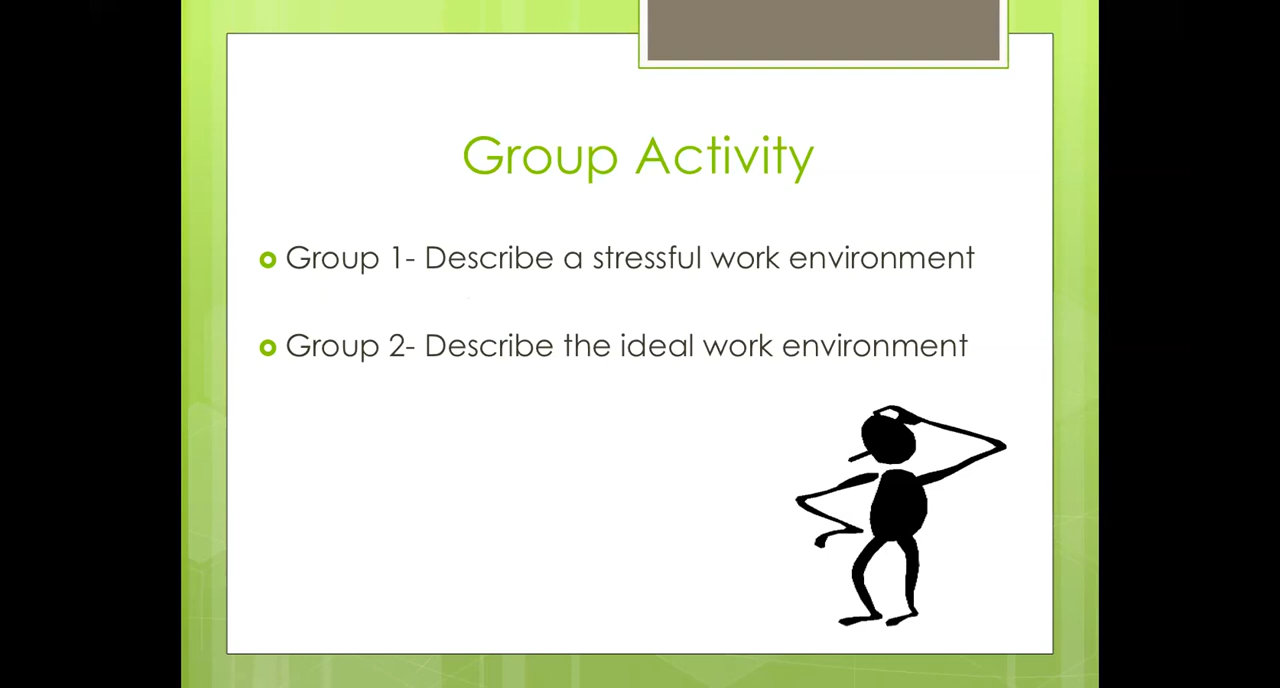 Group Activity
Group 1- Describe a stressful work environment
Group 2- Describe the ideal work environment